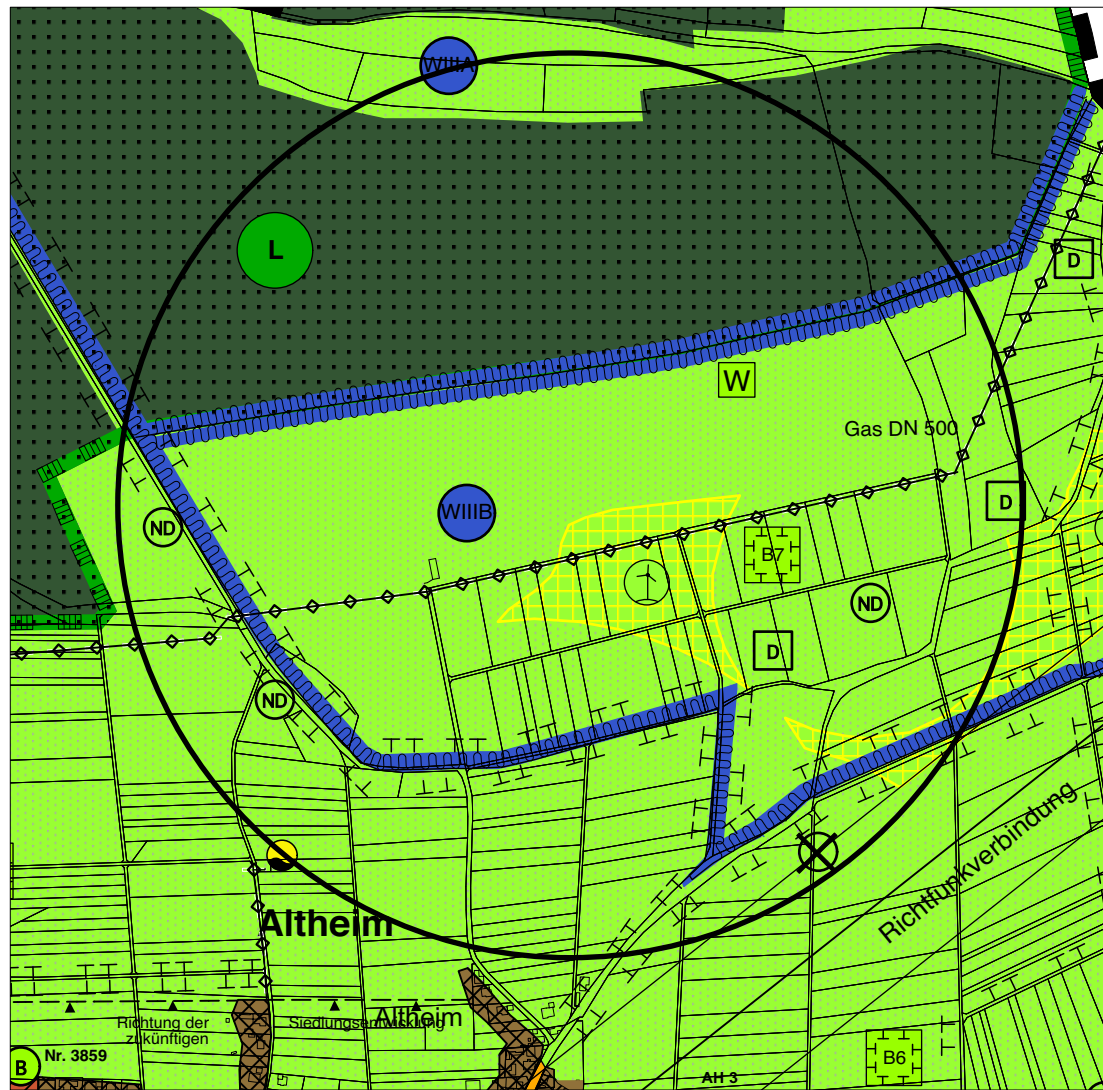 WIIIA
L
D
W
Gas DN 500
D
WIIIB
ND
B7
ND
D
ND
Richtfunkverbindung
Altheim
Altheim
Richtung der
zukünftigen
Siedlungsentwicklung
Nr. 3859
B
B6
AH 3